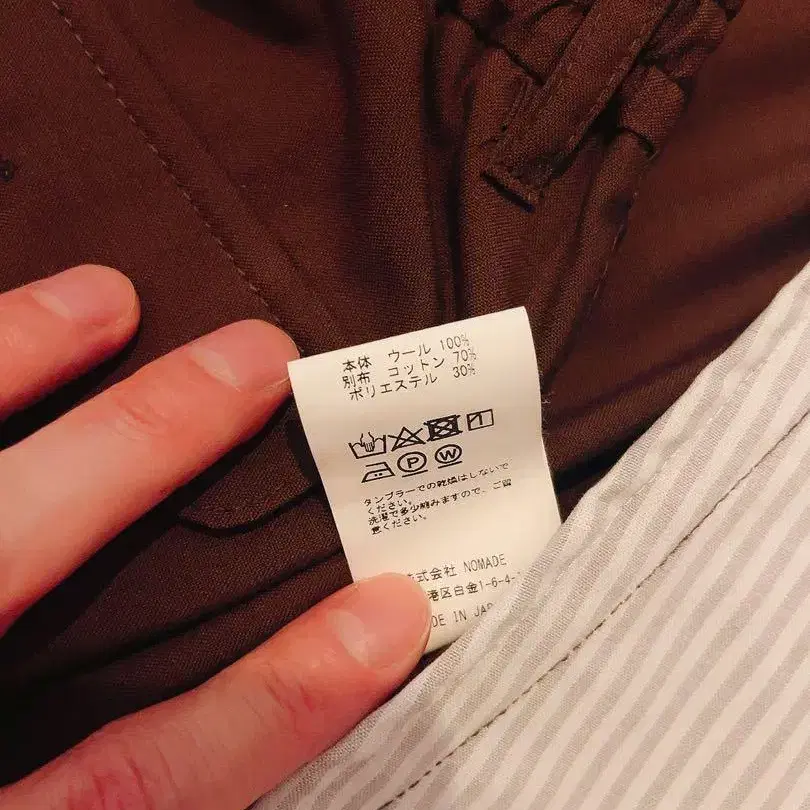 本体 ウール 100%
別布 コットン 70%
ポリエステル 30%
P W
タンブラーでの乾燥はしないで
ください。
洗濯で多少縮みますので、ご留
意ください。
式会社 NOMADE
港区白金1-6-4-
DE IN JAP